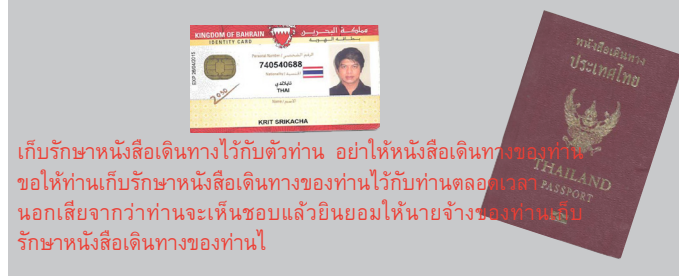 KINGDOM OF BAHRAIN
مملكة البحرين
IDENTITY CARD
بطاقة الهوية
740540688
تايلاندي
THAI
KRIT SRIKACHA
2010
หนังสือเดินทาง
ประเทศไทย
THAILAND
PASSPORT
เก็บรักษาหนังสือเดินทางไว้กับตัวท่าน อย่าให้หนังสือเดินทางของท่าน
ขอให้ท่านเก็บรักษาหนังสือเดินทางของท่านไว้กับท่านตลอดเวลา
นอกเสียจากว่าท่านจะเห็นชอบแล้วยินยอมให้นายจ้างของท่านเก็บ
รักษาหนังสือเดินทางของท่านไ